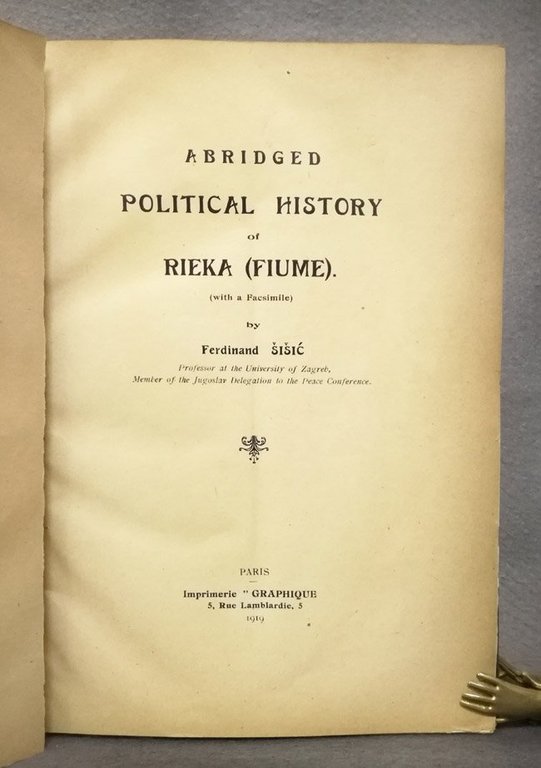 ABRIDGED
POLITICAL HISTORY
of
RIEKA (FIUME).
(with a Facsimile)
by
Ferdinand ŠIŠIĆ
Professor at the University of Zagreb,
Member of the Jugoslav Delegation to the Peace Conference.
PARIS
Imprimerie " GRAPHIQUE
5, Rue Lamblardie, 5
1919